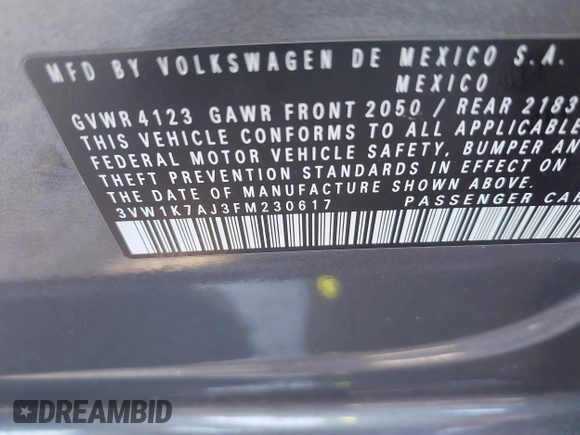 MFD BY VOLKSWAGEN DE MEXICO S.A.
MEXICO
GVWR 4123 GAWR FRONT 2050 / REAR 2183
THIS VEHICLE CONFORMS TO ALL APPLICABLE
FEDERAL MOTOR VEHICLE SAFETY, BUMPER AN
THEFT PREVENTION STANDARDS IN EFFECT ON
THE DATE OF MANUFACTURE SHOWN ABOVE.
3VW1K7AJ3FM230617 PASSENGER CAR
DREAMBID